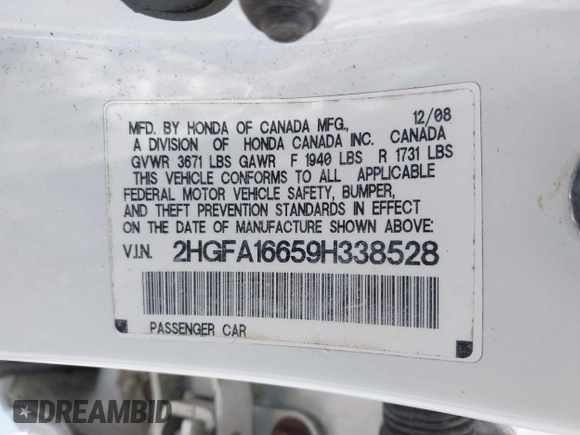 MFD. BY HONDA OF CANADA MFG., 12/08
A DIVISION OF HONDA CANADA INC. CANADA
GVWR 3671 LBS GAWR F 1940 LBS R 1731 LBS
THIS VEHICLE CONFORMS TO ALL APPLICABLE
FEDERAL MOTOR VEHICLE SAFETY, BUMPER,
AND THEFT PREVENTION STANDARDS IN EFFECT
ON THE DATE OF MANUFACTURE SHOWN ABOVE:
V.I.N. 2HGFA16659H338528
PASSENGER CAR
DREAMBID